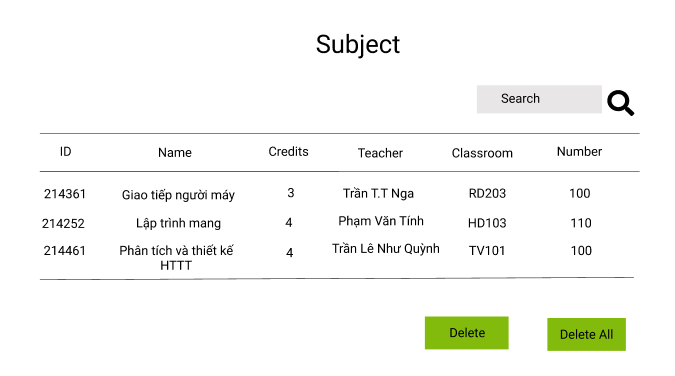 Subject
Search
ID Name Credits Teacher Classroom Number
214361 Giao tiếp người máy 3 Trần T.T Nga RD203 100
214252 Lập trình mang 4 Phạm Văn Tính HD103 110
214461 Phân tích và thiết kế 4 Trần Lê Như Quỳnh TV101 100
HTTT
Delete Delete All